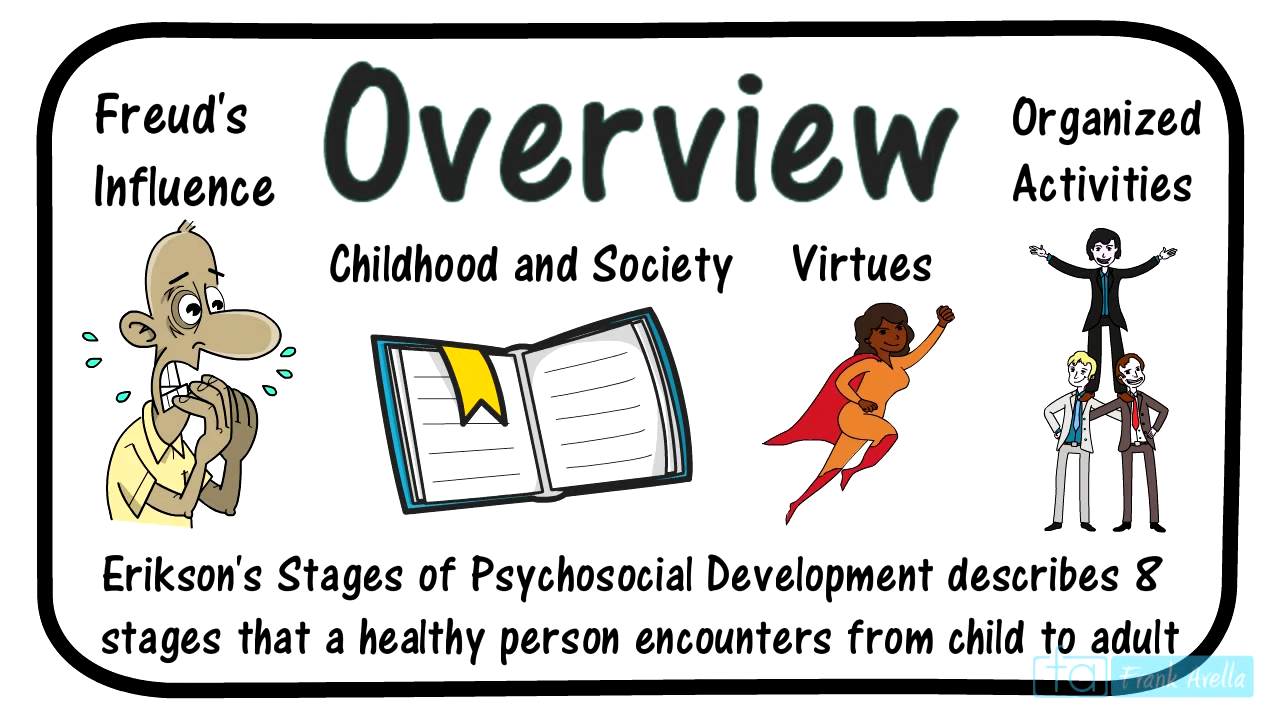 Overview
Freud's
Influence
Childhood and Society
Virtues
Organized
Activities
Erikson's Stages of Psychosocial Development describes 8
stages that a healthy person encounters from child to adult
fa Frank Avella